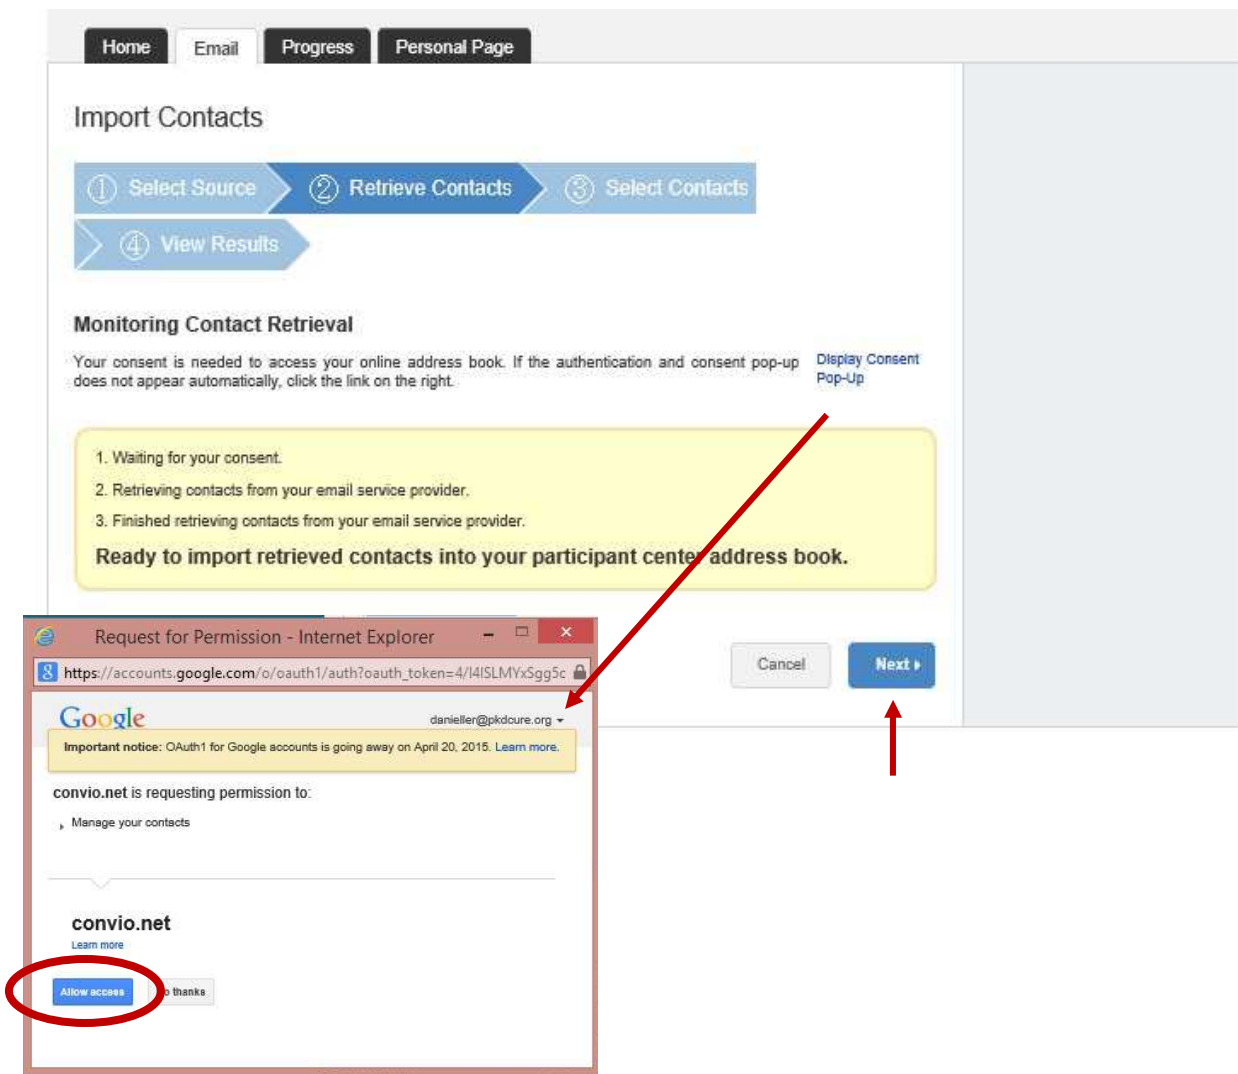 Home Email Progress Personal Page
Import Contacts
1 Select Source 2 Retrieve Contacts 3 Select Contacts
4 View Results
Monitoring Contact Retrieval
Your consent is needed to access your online address book. If the authentication and consent pop-up
does not appear automatically, click the link on the right.
Display Consent
Pop-Up
1. Waiting for your consent.
2. Retrieving contacts from your email service provider.
3. Finished retrieving contacts from your email service provider.
Ready to import retrieved contacts into your participant center address book.
Cancel Next
Request for Permission - Internet Explorer
https://accounts.google.com/o/oauth1/auth?oauth_token=4/
Google danieller@pkdcure.org
Important notice: OAuth1 for Google accounts is going away on April 20, 2015. Learn more.
convio.net is requesting permission to:
Manage your contacts
convio.net
Learn more
Allow access No thanks